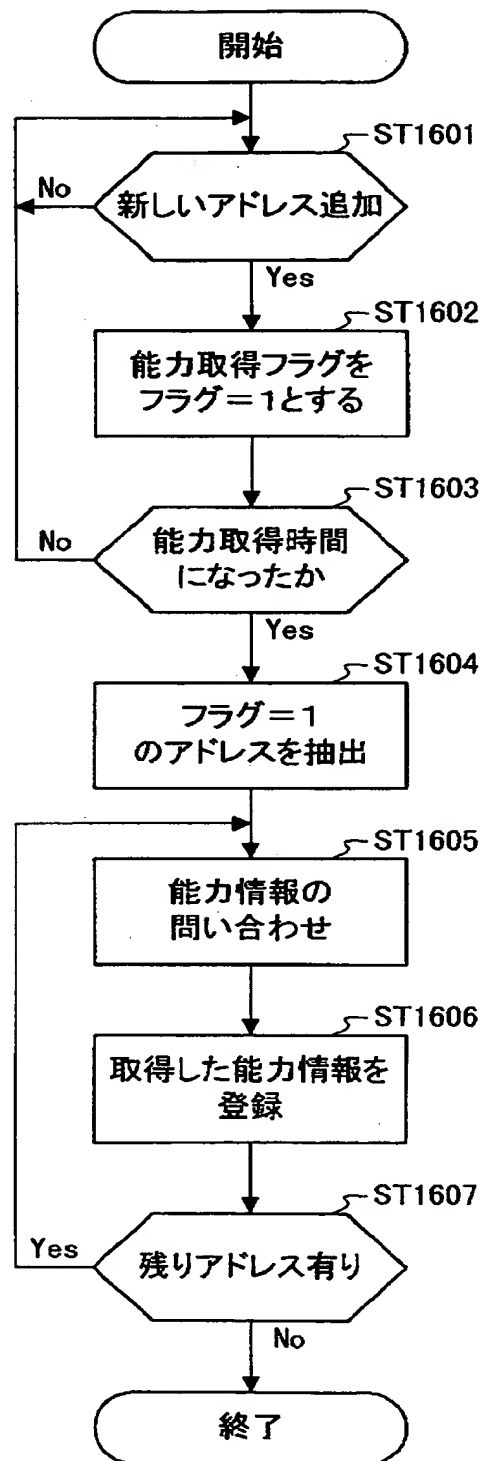 開始
ST1601
No
新しいアドレス追加
Yes
ST1602
能力取得フラグを
フラグ=1とする
ST1603
No
能力取得時間
になったか
Yes
ST1604
フラグ=1
のアドレスを抽出
ST1605
能力情報の
問い合わせ
ST1606
取得した能力情報を
登録
ST1607
Yes
残りアドレス有り
No
終了